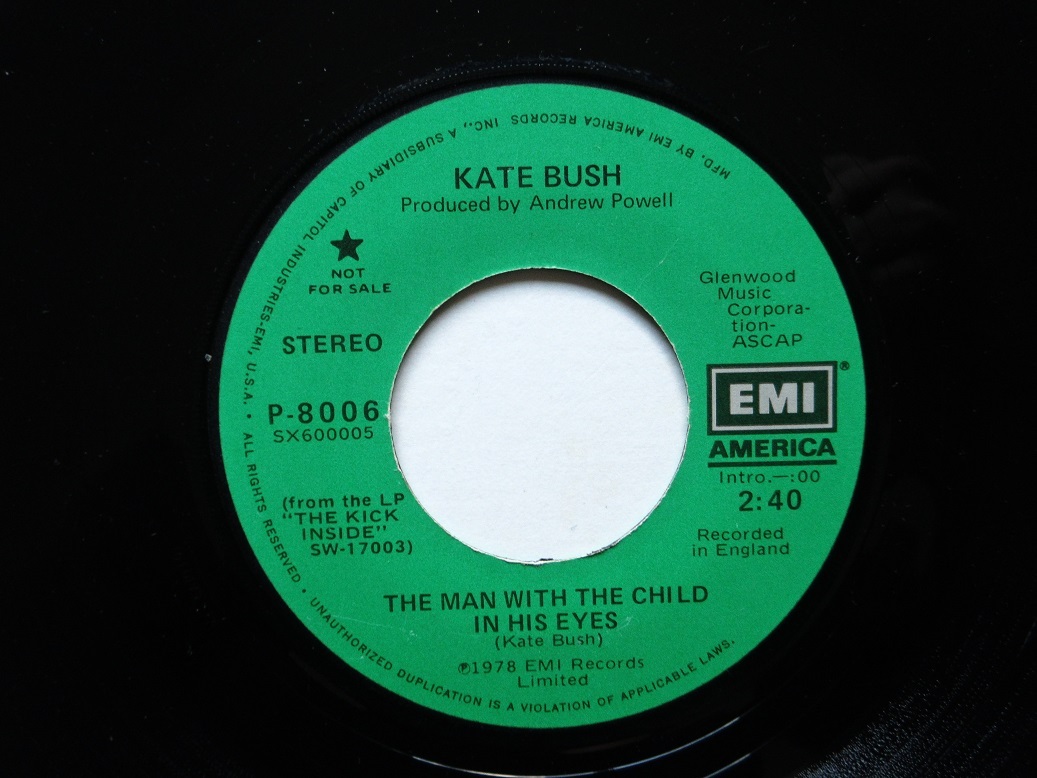 KATE BUSH
Produced by Andrew Powell
NOT
FOR SALE
STEREO
P-8006
SX600005
(from the LP
"THE KICK
INSIDE"
SW-17003)
Glenwood
Music
Corpora-
tion-
ASCAP
EMI®
AMERICA
Intro.—:00
2:40
Recorded
in England
THE MAN WITH THE CHILD
IN HIS EYES
(Kate Bush)
℗1978 EMI Records
Limited
MFD. BY EMI AMERICA RECORDS INC., A SUBSIDIARY OF CAPITOL INDUSTRIES-EMI, U.S.A. • ALL RIGHTS RESERVED • UNAUTHORIZED DUPLICATION IS A VIOLATION OF APPLICABLE LAWS.